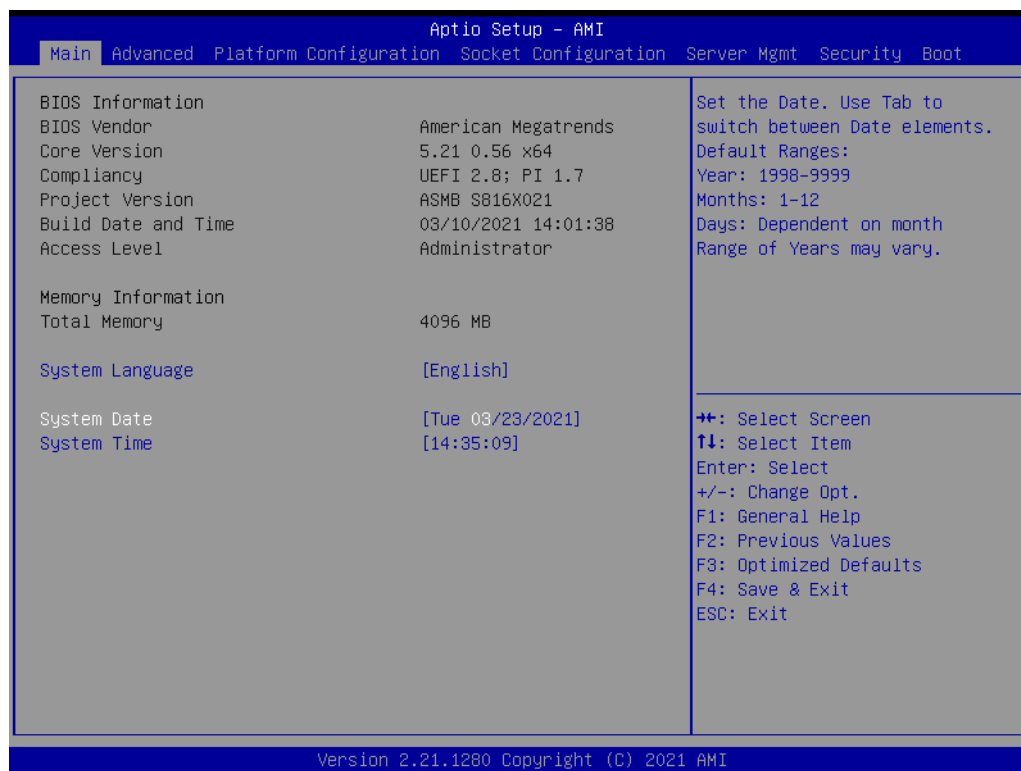 Aptio Setup – AMI
Main Advanced Platform Configuration Socket Configuration Server Mgmt Security Boot
BIOS Information
BIOS Vendor American Megatrends
Core Version 5.21 0.56 x64
Compliancy UEFI 2.8; PI 1.7
Project Version ASMB S816X021
Build Date and Time 03/10/2021 14:01:38
Access Level Administrator
Memory Information
Total Memory 4096 MB
System Language [English]
System Date [Tue 03/23/2021]
System Time [14:35:09]
Set the Date. Use Tab to
switch between Date elements.
Default Ranges:
Year: 1998-9999
Months: 1-12
Days: Dependent on month
Range of Years may vary.
→←: Select Screen
↑↓: Select Item
Enter: Select
+/-: Change Opt.
F1: General Help
F2: Previous Values
F3: Optimized Defaults
F4: Save & Exit
ESC: Exit
Version 2.21.1280 Copyright (C) 2021 AMI